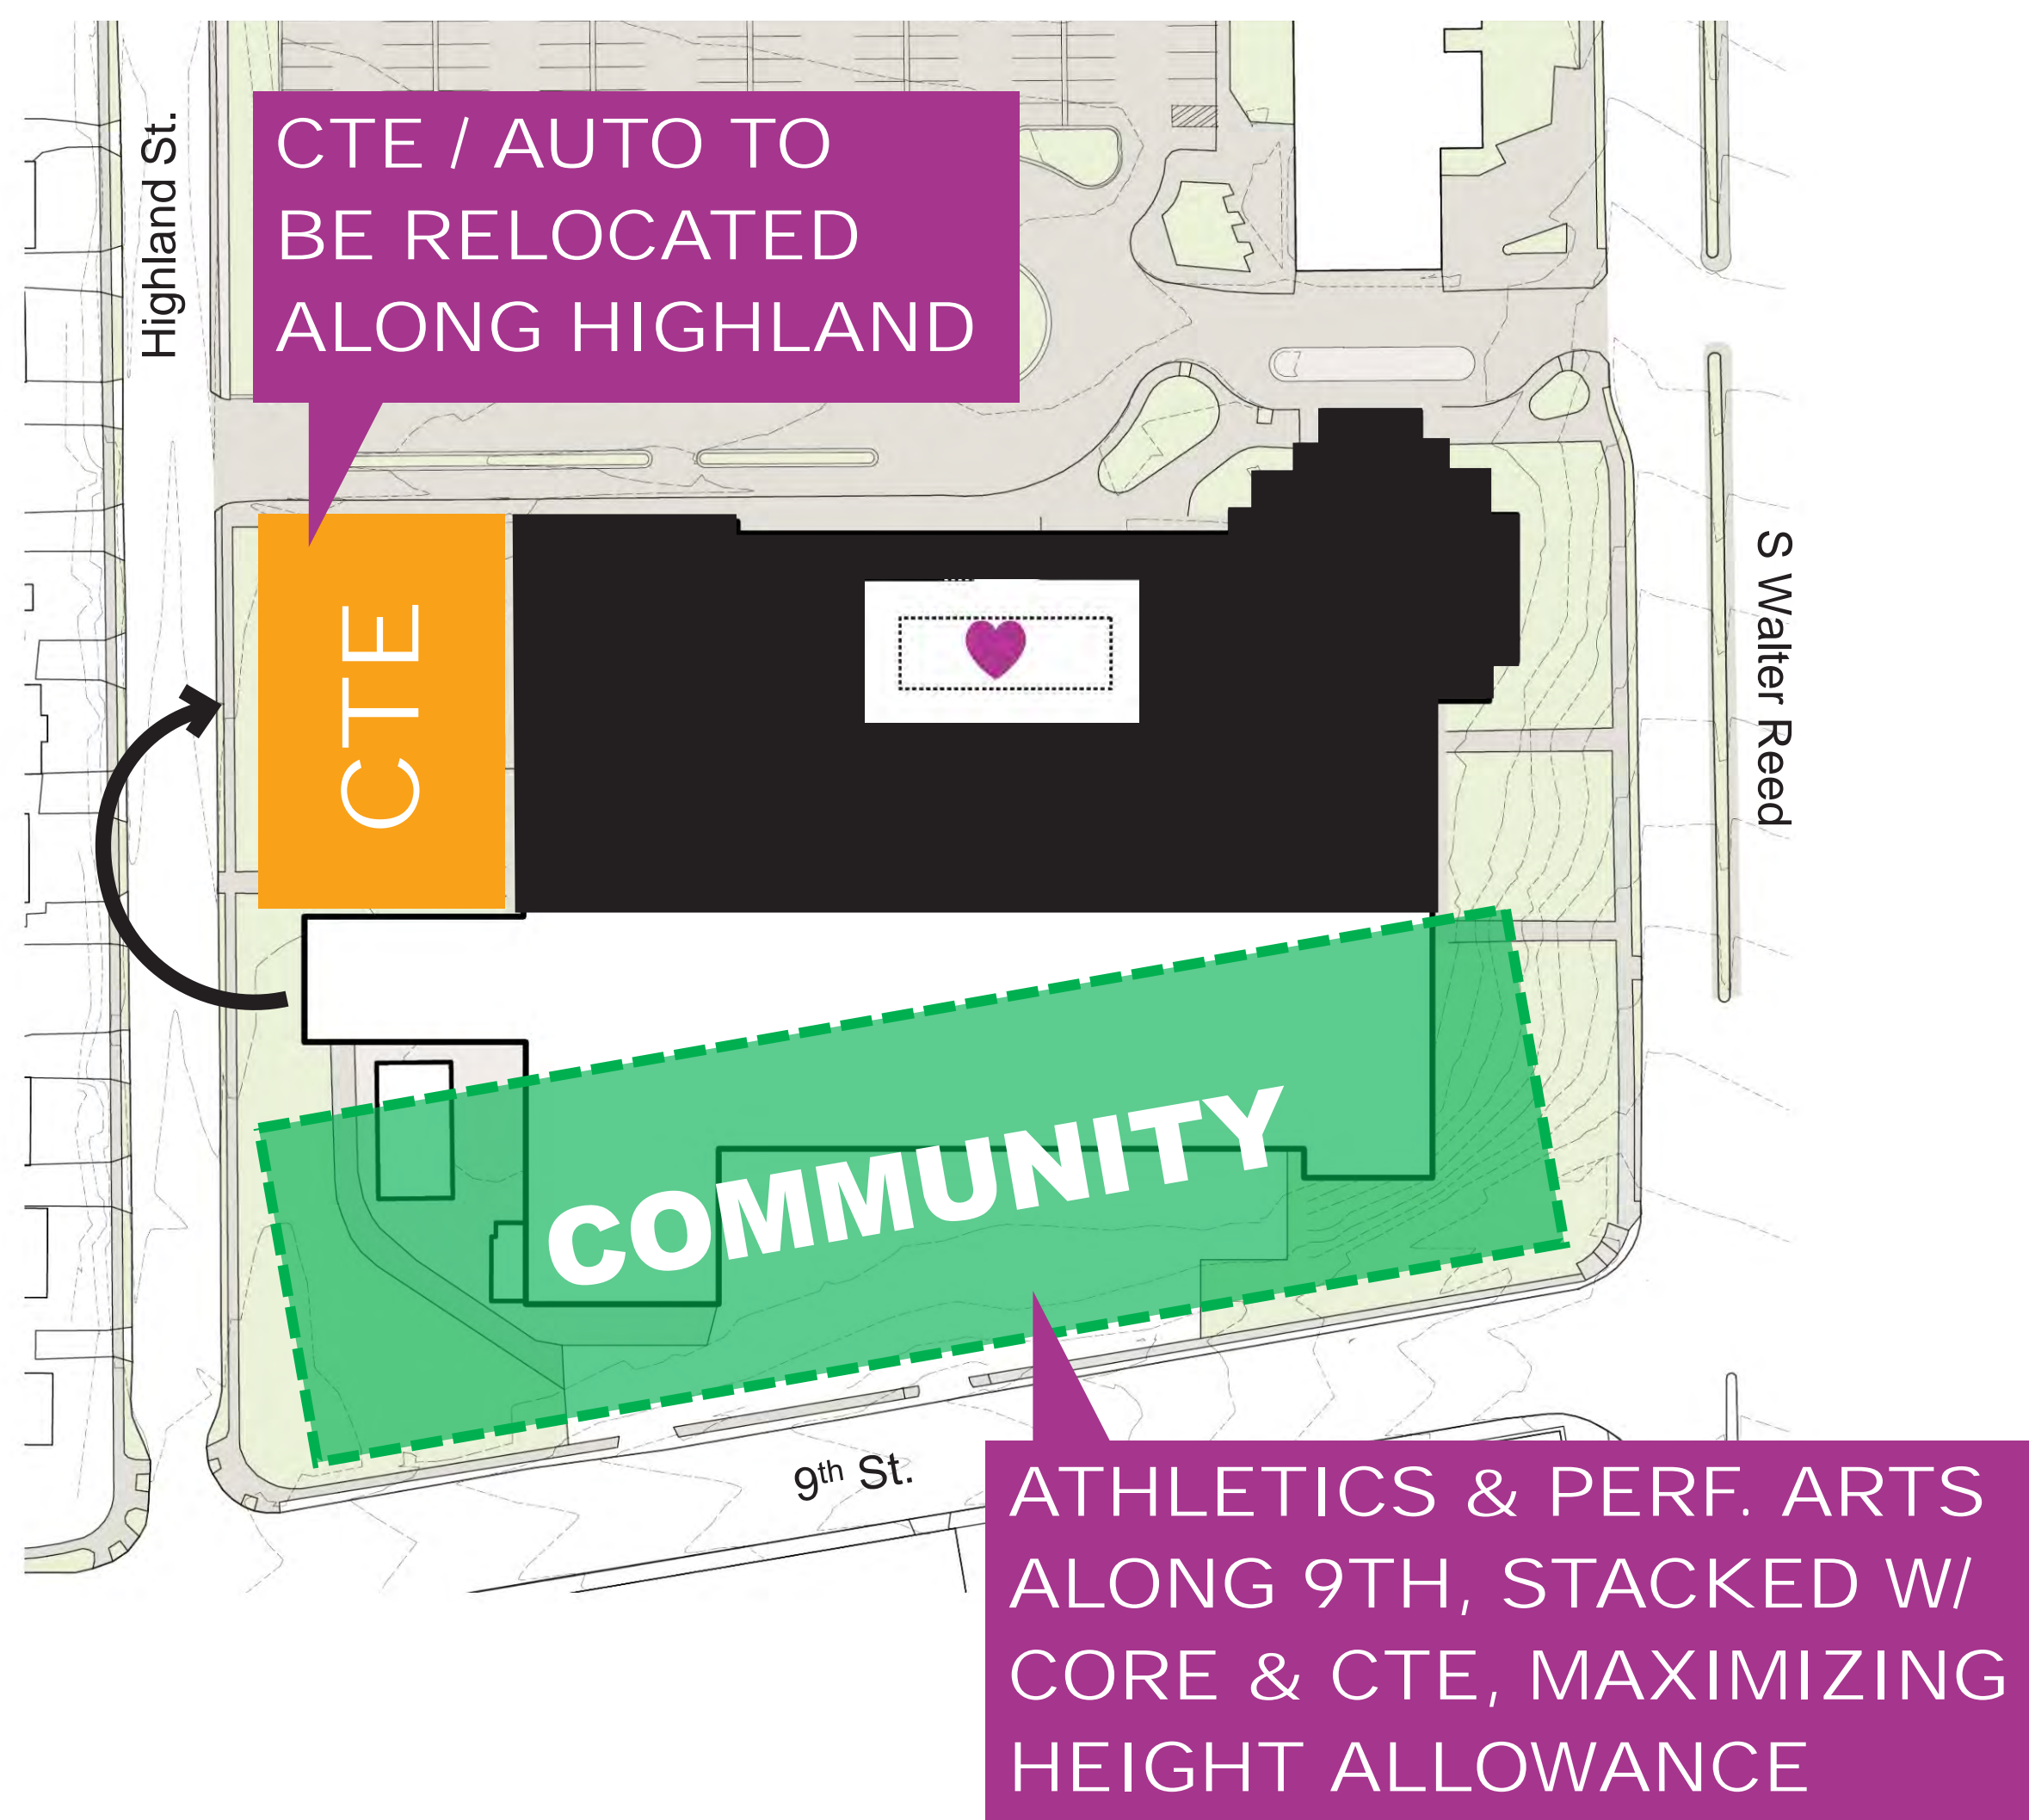 CTE / AUTO TO
BE RELOCATED
ALONG HIGHLAND
Highland St.
S Walter Reed
CTE
COMMUNITY
9th St.
ATHLETICS & PERF. ARTS
ALONG 9TH, STACKED W/
CORE & CTE, MAXIMIZING
HEIGHT ALLOWANCE